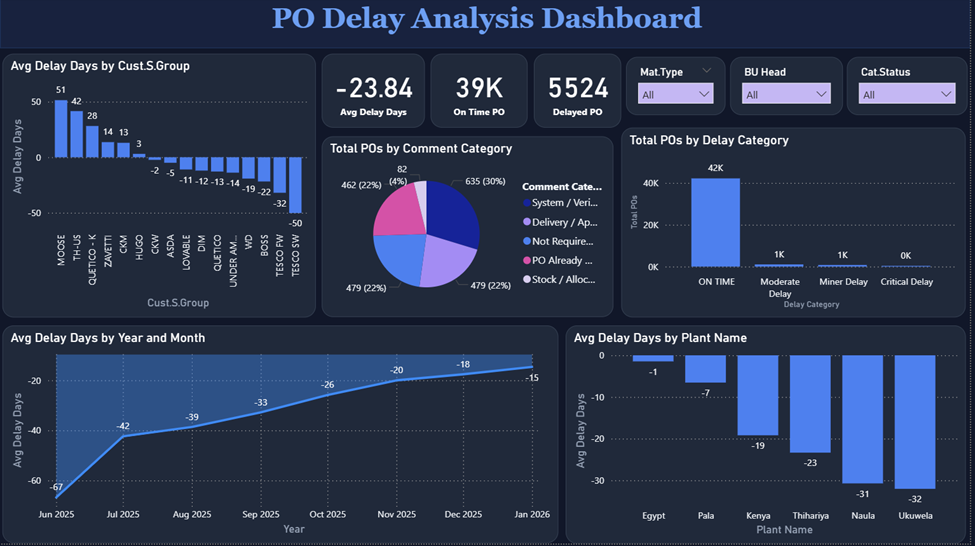 PO Delay Analysis Dashboard
Avg Delay Days by Cust.S.Group
Avg Delay Days
50
0
-50
51
42
28
14
13
3
-2
-5
-11
-12
-13
-14
-19
-22
-32
-50
MOOSE
TH-US
QUETICO - K
ZAVETTI
CKM
HUGO
CKW
ASDA
LOVABLE
DIM
QUETICO
UNDER AM...
WD
BOSS
TESCO FW
TESCO SW
Cust.S.Group
-23.84
Avg Delay Days
39K
On Time PO
5524
Delayed PO
Mat.Type
All
BU Head
All
Cat.Status
All
Total POs by Comment Category
82
(4%)
635 (30%)
462 (22%)
479 (22%)
479 (22%)
Comment Cate...
System / Veri...
Delivery / Ap...
Not Require...
PO Already ...
Stock / Alloc...
Total POs by Delay Category
Total POs
40K
20K
0K
42K
1K
1K
0K
ON TIME
Moderate
Delay
Miner Delay
Critical Delay
Delay Category
Avg Delay Days by Year and Month
Avg Delay Days
-20
-40
-60
-67
-42
-39
-33
-26
-20
-18
-15
Jun 2025
Jul 2025
Aug 2025
Sep 2025
Oct 2025
Nov 2025
Dec 2025
Jan 2026
Year
Avg Delay Days by Plant Name
Avg Delay Days
0
-10
-20
-30
-1
-7
-19
-23
-31
-32
Egypt
Pala
Kenya
Thihariya
Naula
Ukuwela
Plant Name